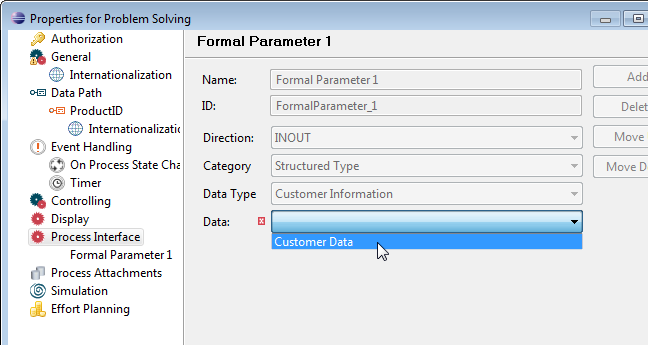 Properties for Problem Solving
Authorization
General
Internationalization
Data Path
ProductID
Internationalizatio
Event Handling
On Process State Cha
Timer
Controlling
Display
Process Interface
Formal Parameter 1
Process Attachments
Simulation
Effort Planning
Formal Parameter 1
Name: Formal Parameter 1
ID: FormalParameter_1
Direction: INOUT
Category Structured Type
Data Type Customer Information
Data:
Customer Data
Add
Delet
Move
Move D